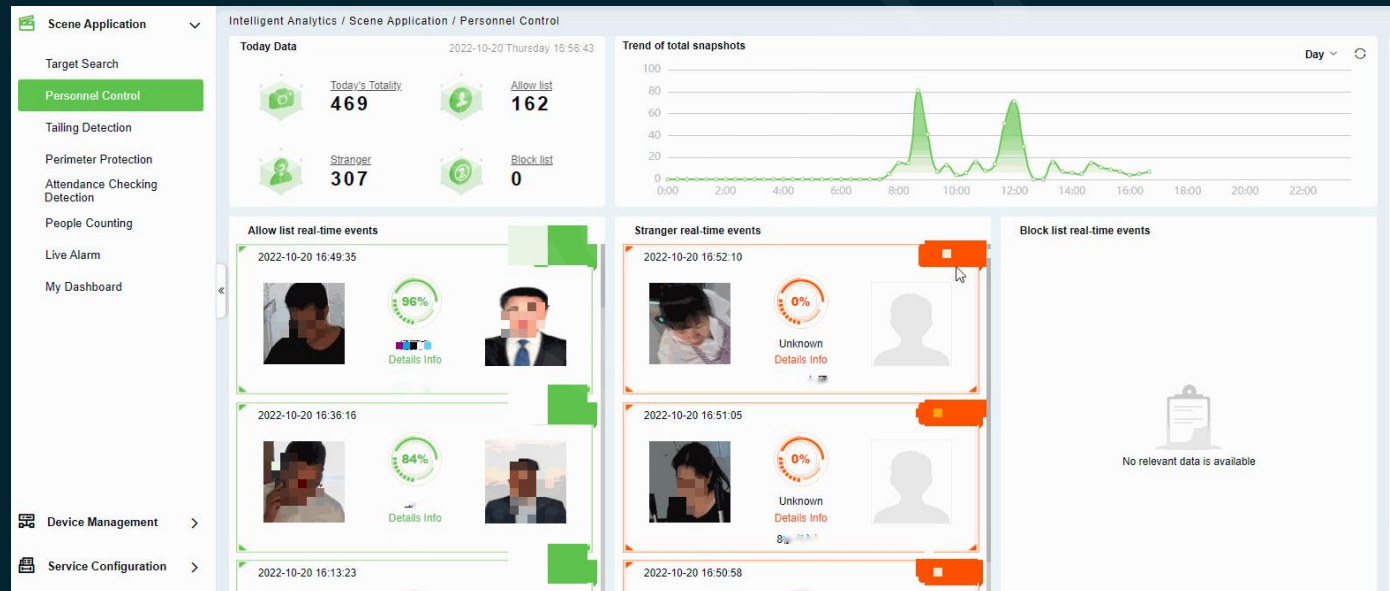 Scene Application
Target Search
Personnel Control
Tailing Detection
Perimeter Protection
Attendance Checking
Detection
People Counting
Live Alarm
My Dashboard
Device Management
Service Configuration
Intelligent Analytics / Scene Application / Personnel Control
Today Data
2022-10-20 Thursday 16:56:43
Today's Totality
469
Allow list
162
Stranger
307
Block list
0
Trend of total snapshots
Day
100
80
60
40
20
0
0:00 2:00 4:00 6:00 8:00 10:00 12:00 14:00 16:00 18:00 20:00 22:00
Allow list real-time events
2022-10-20 16:49:35
96%
Details Info
2022-10-20 16:36:16
84%
Details Info
2022-10-20 16:13:23
Stranger real-time events
2022-10-20 16:52:10
0%
Unknown
Details Info
2022-10-20 16:51:05
0%
Unknown
Details Info
2022-10-20 16:50:58
Block list real-time events
No relevant data is available